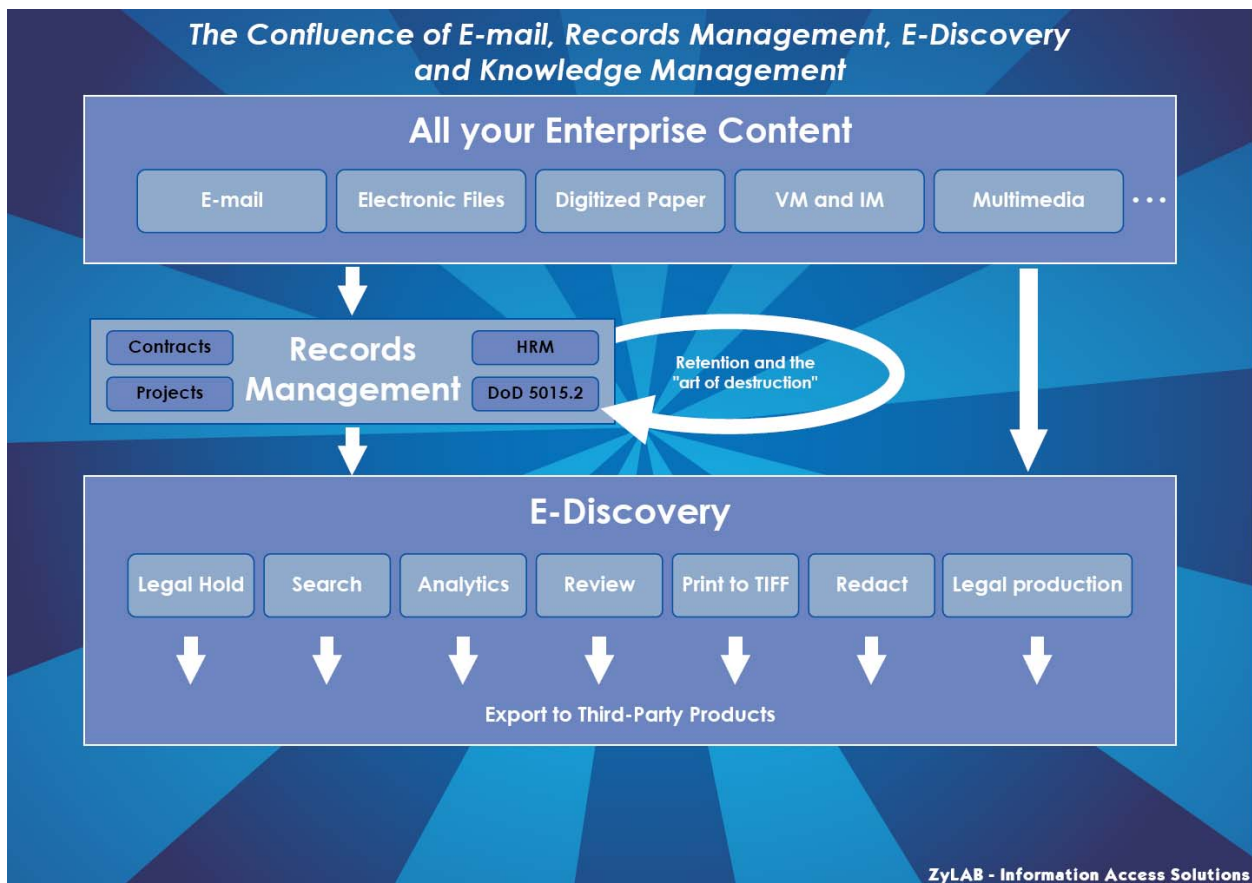 The Confluence of E-mail, Records Management, E-Discovery
and Knowledge Management
All your Enterprise Content
E-mail
Electronic Files
Digitized Paper
VM and IM
Multimedia
...
Contracts
Projects
Records
Management
HRM
DoD 5015.2
Retention and the
"art of destruction"
E-Discovery
Legal Hold
Search
Analytics
Review
Print to TIFF
Redact
Legal production
Export to Third-Party Products
ZyLAB - Information Access Solutions